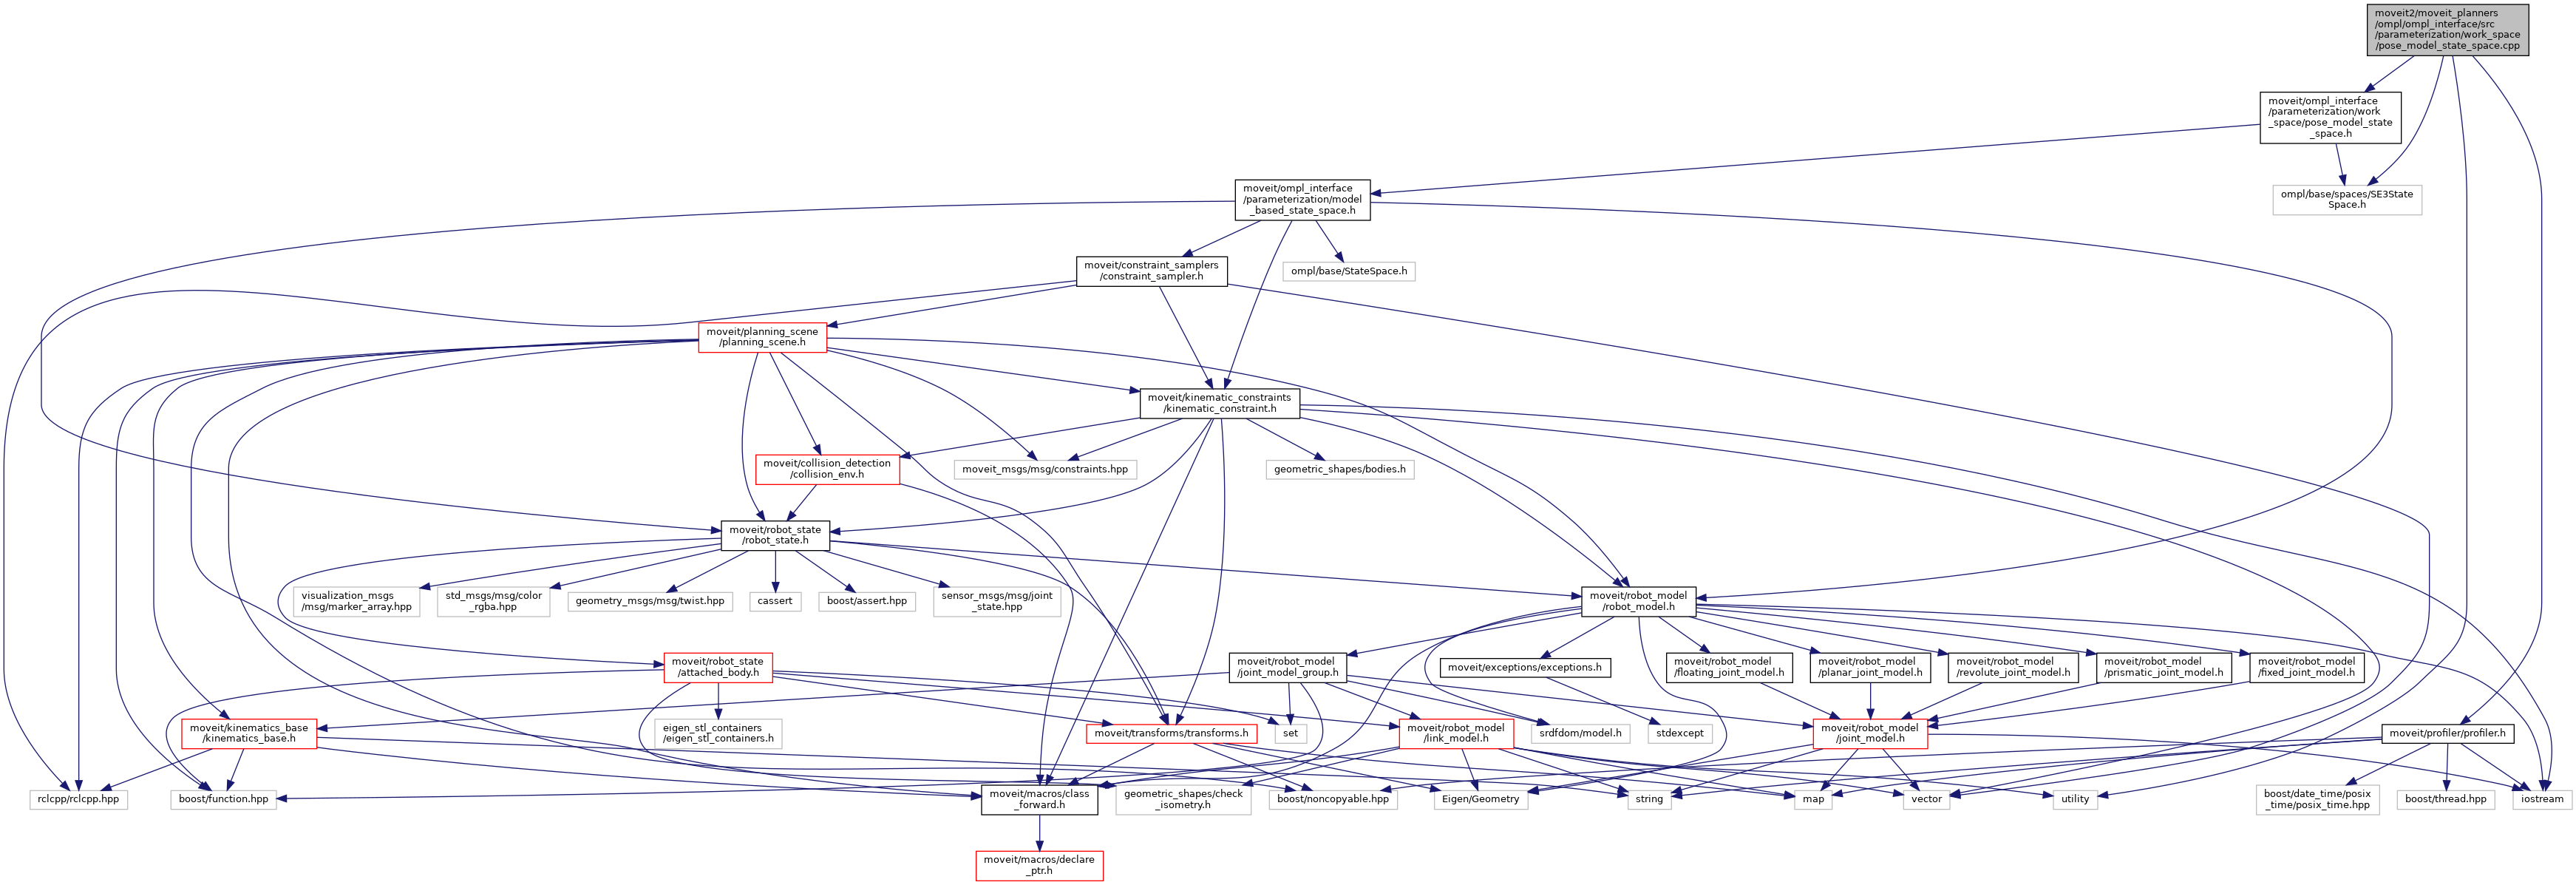 moveit2/moveit_planners
/ompl/ompl_interface/src
/parameterization/work_space
/pose_model_state_space.cpp
moveit/ompl_interface
/parameterization/work
_space/pose_model_state
_space.h
ompl/base/spaces/SE3State
Space.h
moveit/ompl_interface
/parameterization/model
_based_state_space.h
moveit/constraint_samplers
/constraint_sampler.h
ompl/base/StateSpace.h
moveit/planning_scene
/planning_scene.h
moveit/kinematic_constraints
/kinematic_constraint.h
moveit/collision_detection
/collision_env.h
moveit_msgs/msg/constraints.hpp
geometric_shapes/bodies.h
moveit/robot_state
/robot_state.h
visualization_msgs
/msg/marker_array.hpp
std_msgs/msg/color
_rgba.hpp
geometry_msgs/msg/twist.hpp
cassert
boost/assert.hpp
sensor_msgs/msg/joint
_state.hpp
moveit/robot_model
/robot_model.h
moveit/robot_state
/attached_body.h
moveit/robot_model
/joint_model_group.h
moveit/exceptions/exceptions.h
moveit/robot_model
/floating_joint_model.h
moveit/robot_model
/planar_joint_model.h
moveit/robot_model
/revolute_joint_model.h
moveit/robot_model
/prismatic_joint_model.h
moveit/robot_model
/fixed_joint_model.h
moveit/kinematics_base
/kinematics_base.h
eigen_stl_containers
/eigen_stl_containers.h
moveit/transforms/transforms.h
set
moveit/robot_model
/link_model.h
srdfdom/model.h
stdexcept
moveit/robot_model
/joint_model.h
moveit/profiler/profiler.h
rclcpp/rclcpp.hpp
boost/function.hpp
moveit/macros/class
_forward.h
geometric_shapes/check
_isometry.h
boost/noncopyable.hpp
Eigen/Geometry
string
map
vector
utility
boost/date_time/posix
_time/posix_time.hpp
boost/thread.hpp
iostream
moveit/macros/declare
_ptr.h